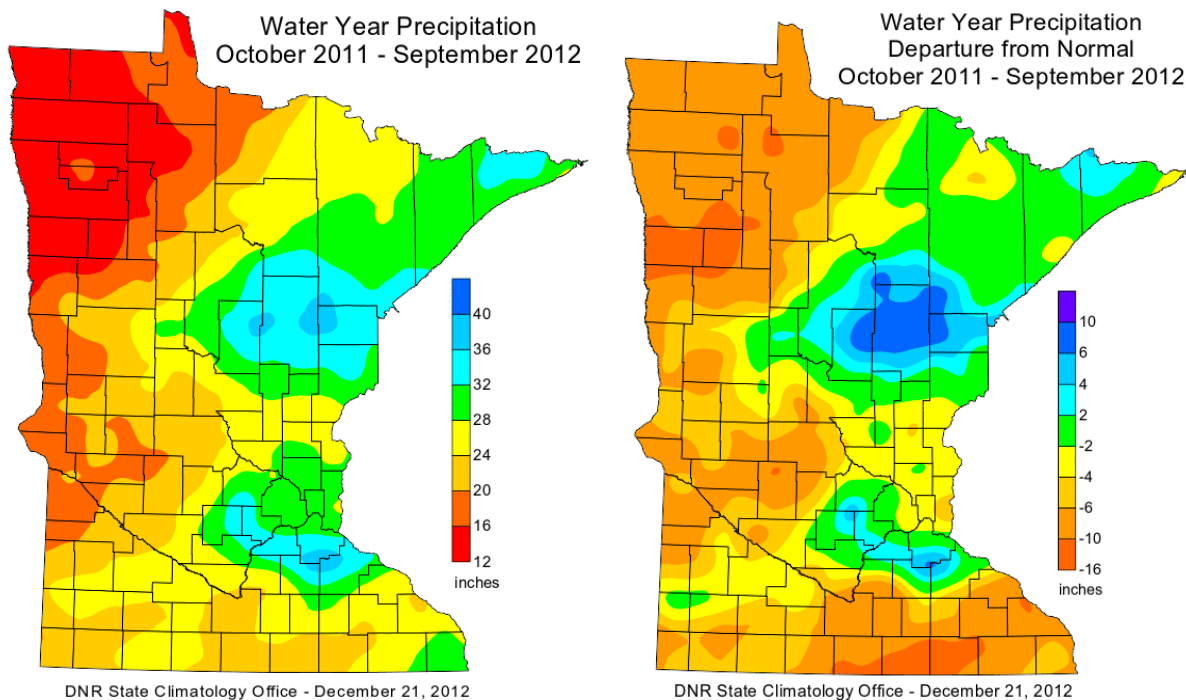 Water Year Precipitation
October 2011 - September 2012
40
36
32
28
24
20
16
12
inches
DNR State Climatology Office - December 21, 2012
Water Year Precipitation
Departure from Normal
October 2011 - September 2012
10
6
4
2
-2
-4
-6
-10
-16
inches
DNR State Climatology Office - December 21, 2012